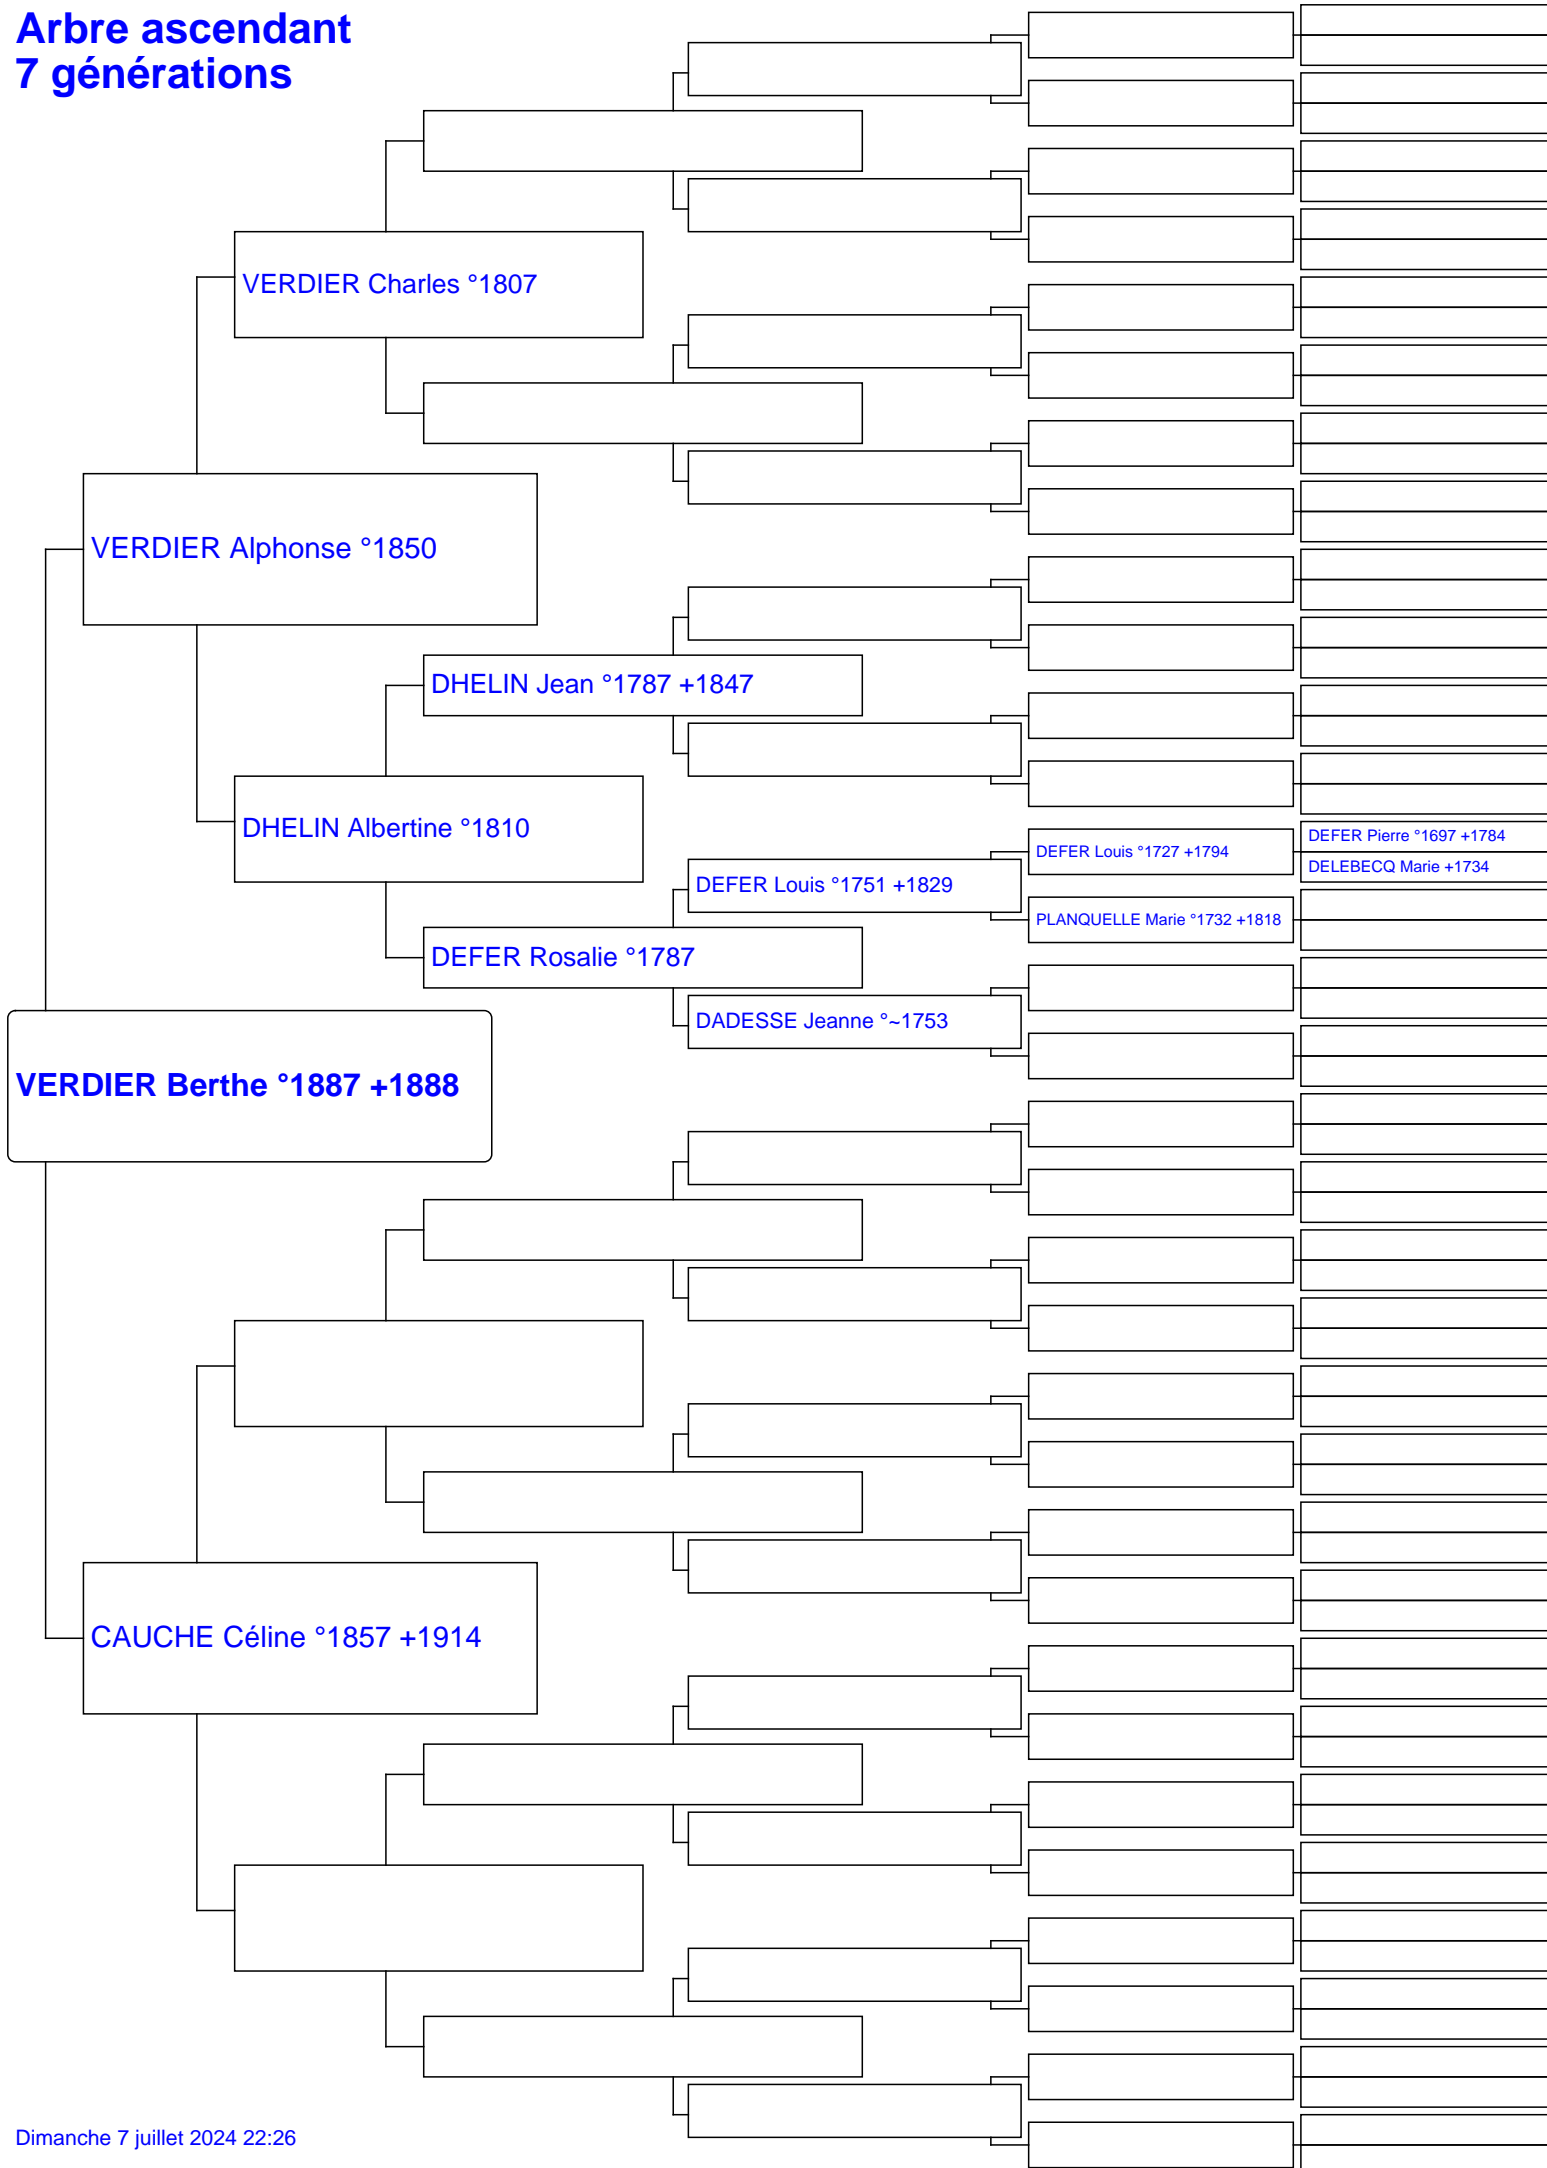 Arbre ascendant
7 générations
VERDIER Charles °1807
VERDIER Alphonse °1850
DHELIN Jean °1787 +1847
DHELIN Albertine °1810
DEFER Pierre °1697 +1784
DEFER Louis °1727 +1794
DELEBECQ Marie +1734
DEFER Louis °1751 +1829
PLANQUELLE Marie °1732 +1818
DEFER Rosalie °1787
DADESSE Jeanne °~1753
VERDIER Berthe °1887 +1888
CAUCHE Céline °1857 +1914
Dimanche 7 juillet 2024 22:26